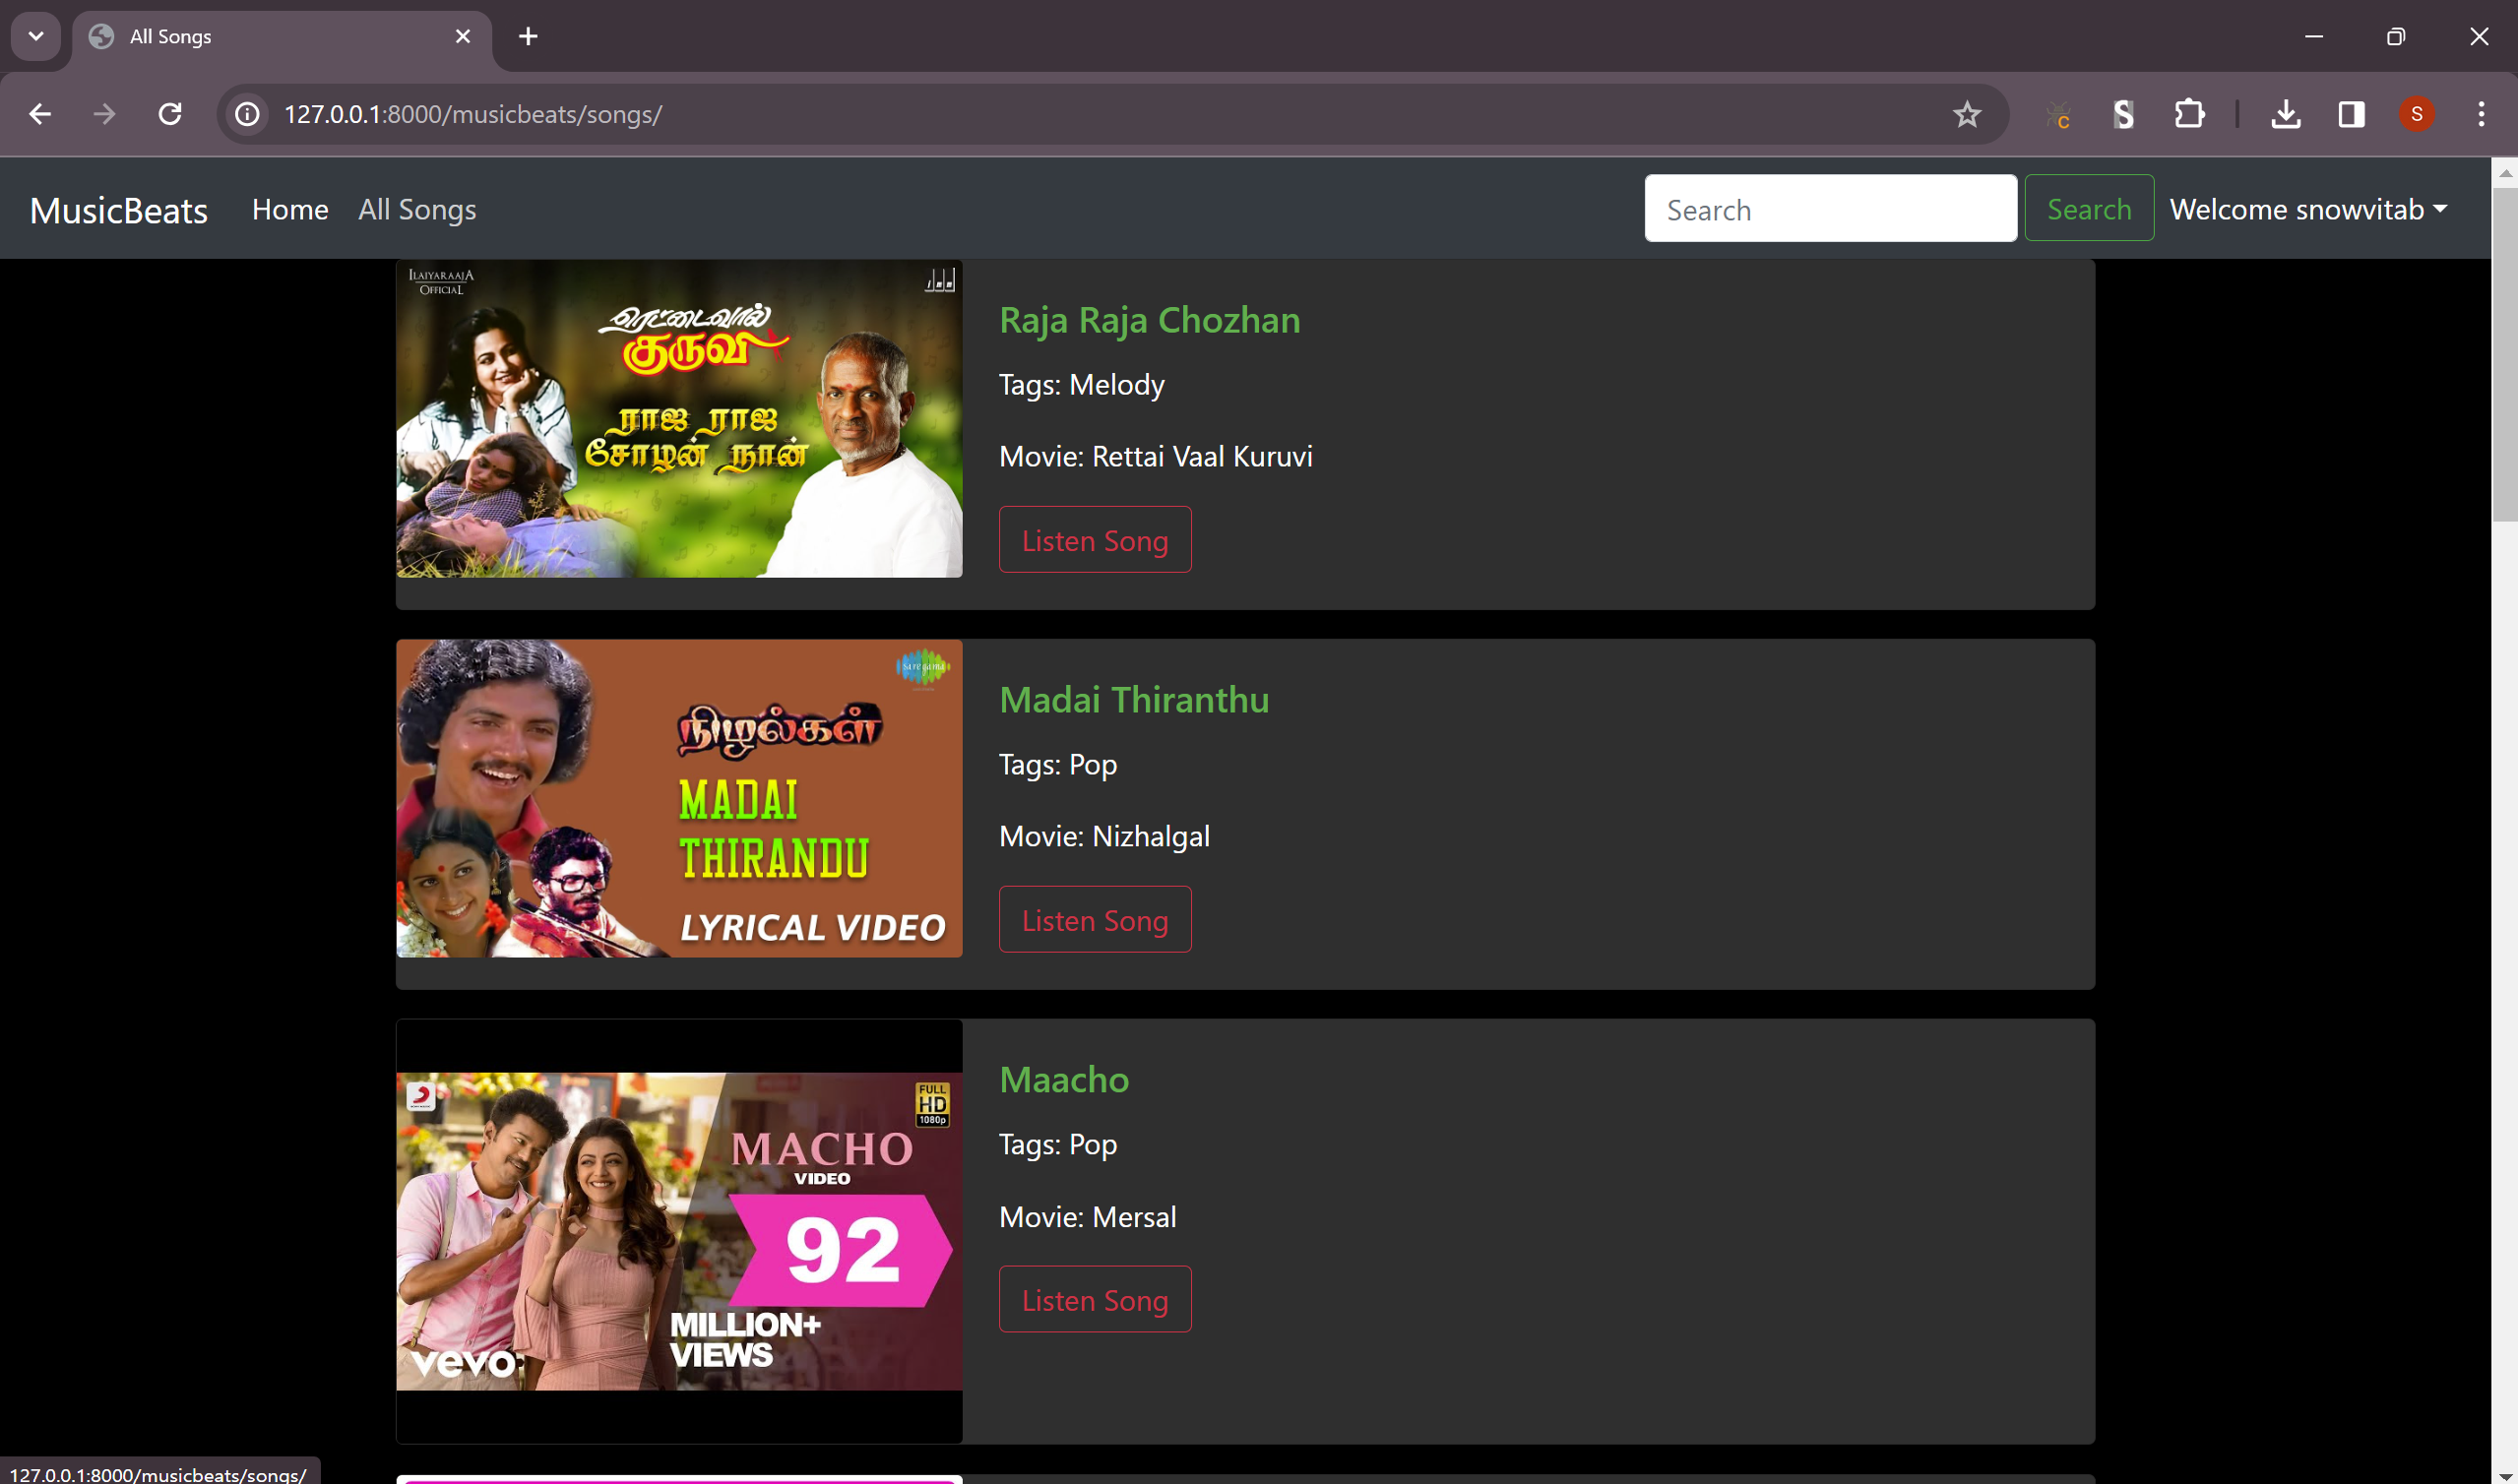 All Songs
127.0.0.1:8000/musicbeats/songs/
S
MusicBeats Home All Songs Search Search Welcome snowvitab
ILAIYARAAJA
OFFICIAL
ரெட்டைவால்
குருவி
ராஜ ராஜ
சோழன் நான்
Raja Raja Chozhan
Tags: Melody
Movie: Rettai Vaal Kuruvi
Listen Song
saregama
நிழல்கள்
MADAI
THIRANDU
LYRICAL VIDEO
Madai Thiranthu
Tags: Pop
Movie: Nizhalgal
Listen Song
FULL
HD
1080p
MACHO
VIDEO
92
MILLION+
VIEWS
vevo
Maacho
Tags: Pop
Movie: Mersal
Listen Song
127.0.0.1:8000/musicbeats/songs/